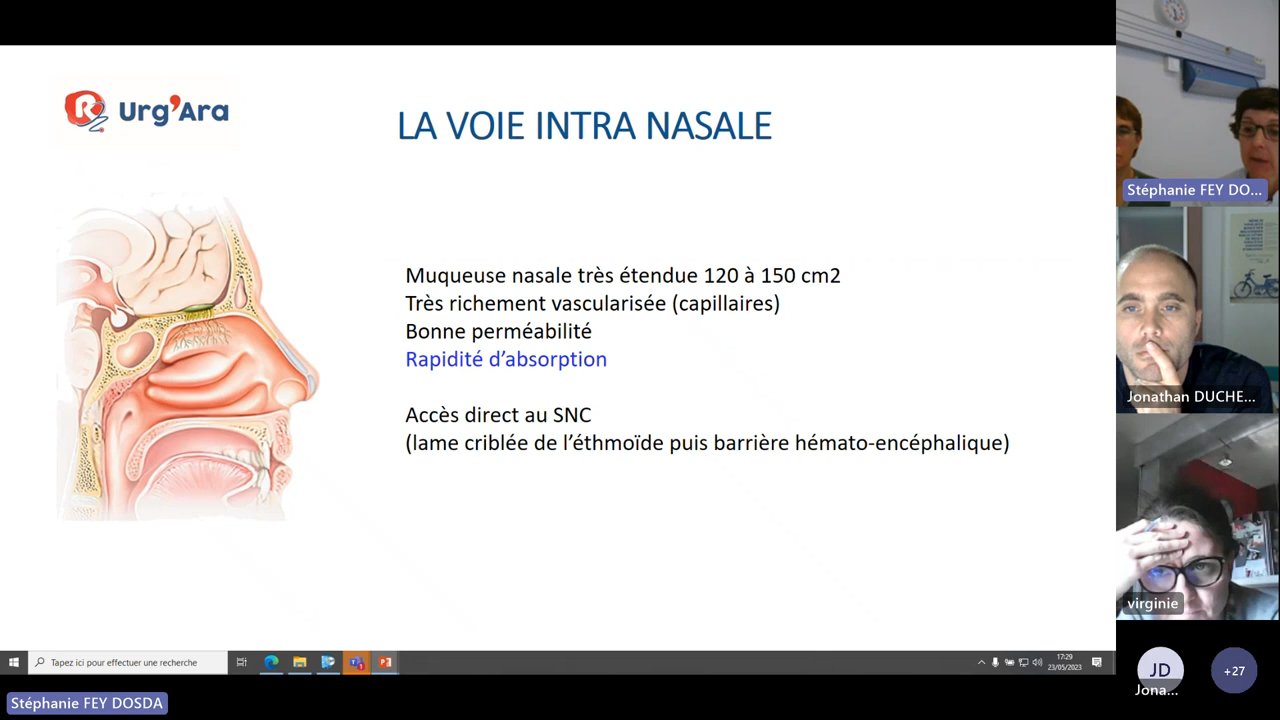 Urg'Ara
LA VOIE INTRA NASALE
Muqueuse nasale très étendue 120 à 150 cm2
Très richement vascularisée (capillaires)
Bonne perméabilité
Rapidité d’absorption
Accès direct au SNC
(lame criblée de l’éthmoïde puis barrière hémato-encéphalique)
Stéphanie FEY DO...
Jonathan DUCHE...
virginie
JD
Jona...
+27
Tapez ici pour effectuer une recherche
17:29
23/05/2023
Stéphanie FEY DOSDA